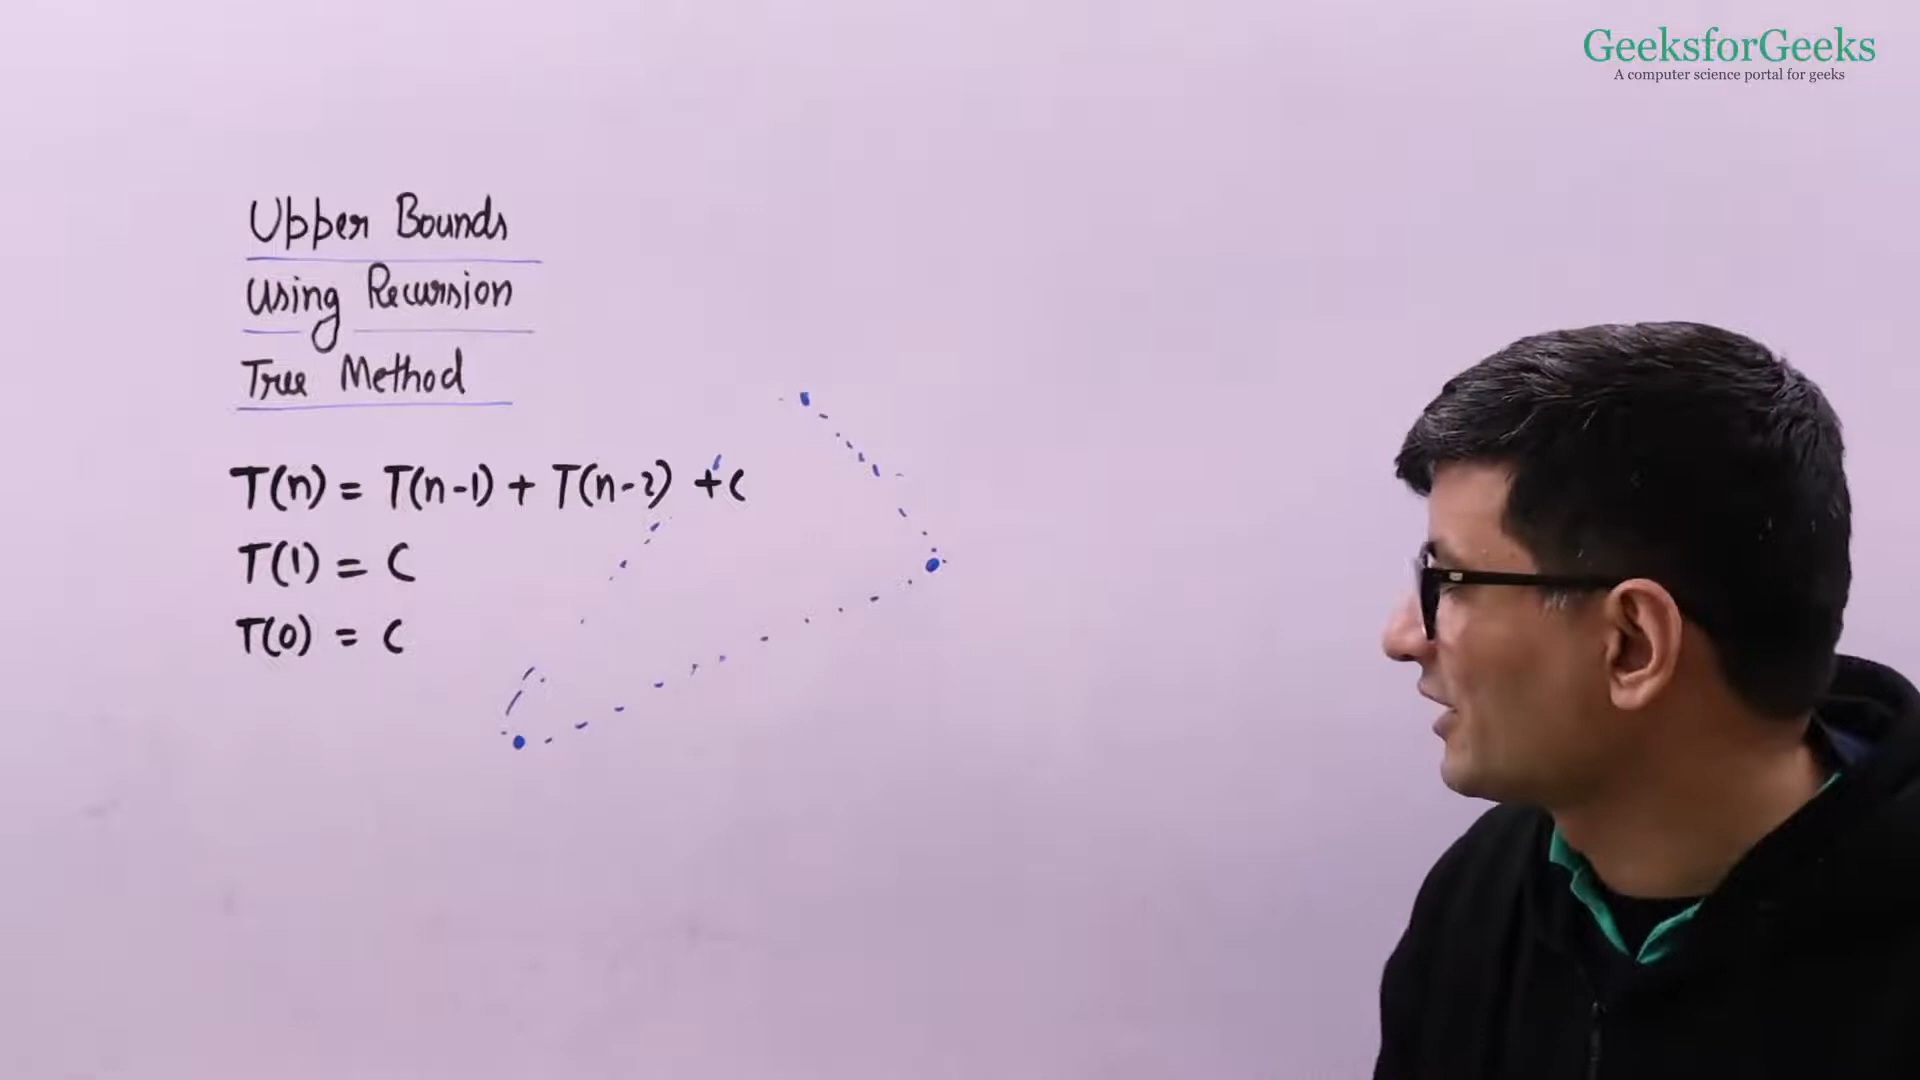 GeeksforGeeks
A computer science portal for geeks
Upper Bounds
Using Recursion
Tree Method
T(n) = T(n-1) + T(n-2) + C
T(1) = C
T(0) = C